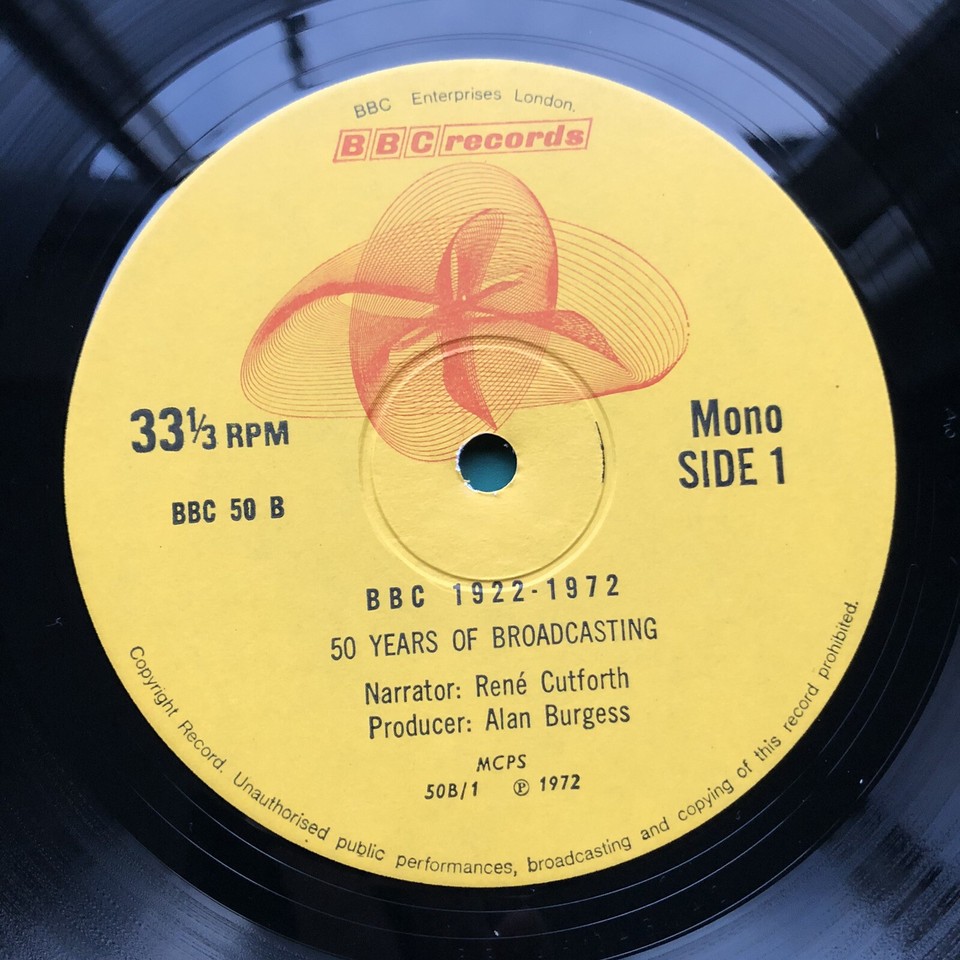 BBC Enterprises London.
BBC records
33⅓ RPM
Mono
SIDE 1
BBC 50 B
BBC 1922-1972
50 YEARS OF BROADCASTING
Narrator: René Cutforth
Producer: Alan Burgess
MCPS
50B/1 ℗ 1972
Copyright Record. Unauthorised public performances, broadcasting and copying of this record prohibited.